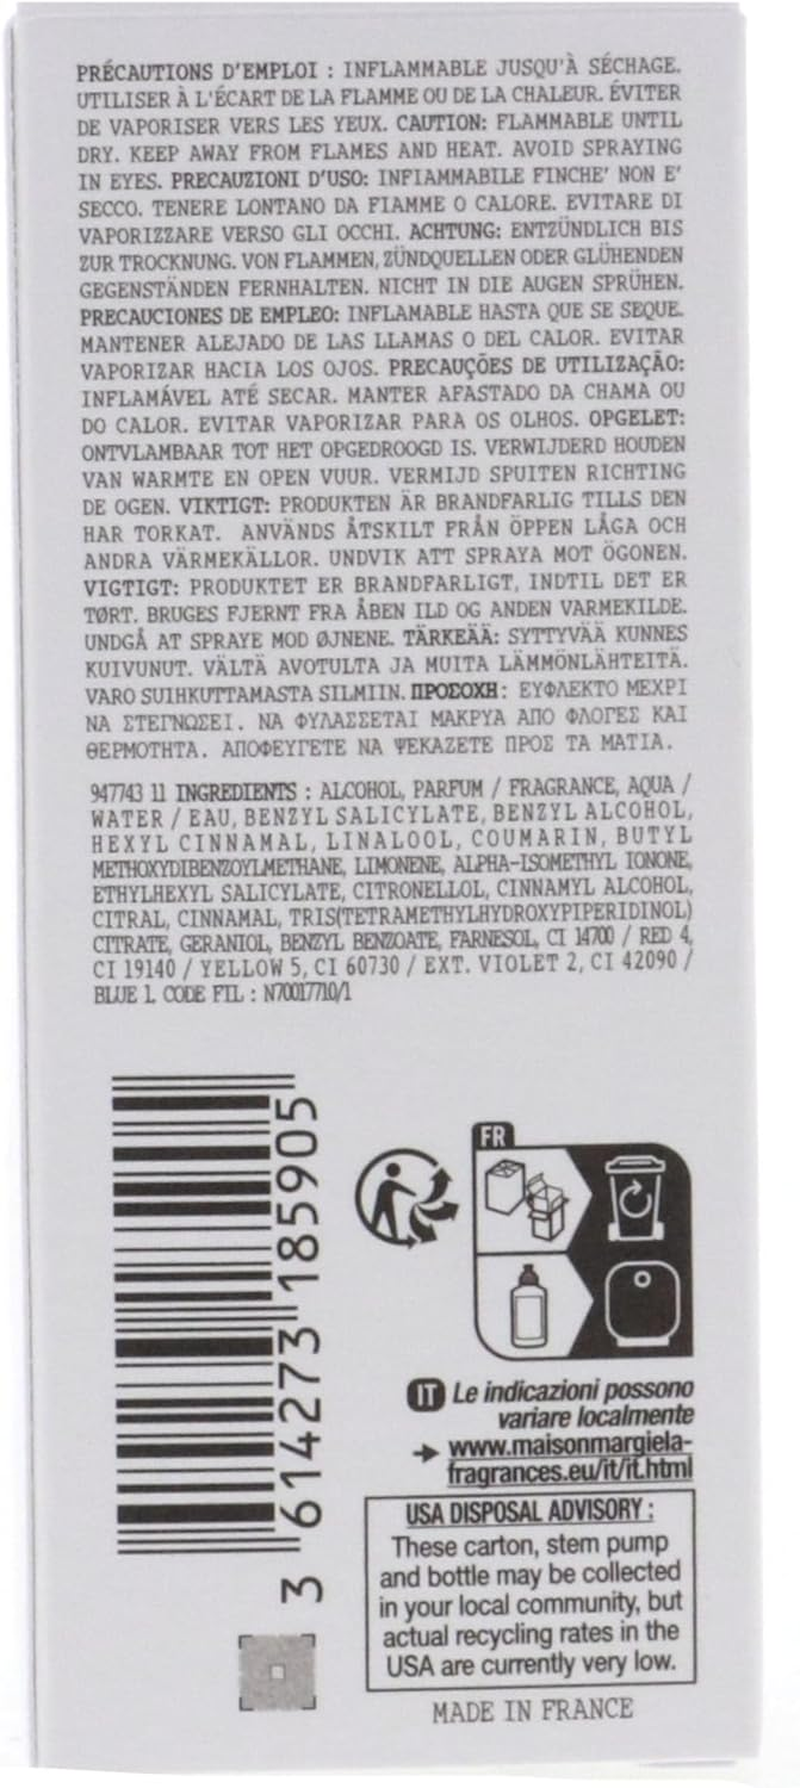 PRÉCAUTIONS D'EMPLOI : INFLAMMABLE JUSQU'À SÉCHAGE.
UTILISER À L'ÉCART DE LA FLAMME OU DE LA CHALEUR. ÉVITER
DE VAPORISER VERS LES YEUX. CAUTION: FLAMMABLE UNTIL
DRY. KEEP AWAY FROM FLAMES AND HEAT. AVOID SPRAYING
IN EYES. PRECAUZIONI D'USO: INFIAMMABILE FINCHE' NON E'
SECCO. TENERE LONTANO DA FIAMME O CALORE. EVITARE DI
VAPORIZZARE VERSO GLI OCCHI. ACHTUNG: ENTZÜNDLICH BIS
ZUR TROCKNUNG. VON FLAMMEN, ZÜNDQUELLEN ODER GLÜHENDEN
GEGENSTÄNDEN FERNHALTEN. NICHT IN DIE AUGEN SPRÜHEN.
PRECAUCIONES DE EMPLEO: INFLAMABLE HASTA QUE SE SEQUE.
MANTENER ALEJADO DE LAS LLAMAS O DEL CALOR. EVITAR
VAPORIZAR HACIA LOS OJOS. PRECAUÇÕES DE UTILIZAÇÃO:
INFLAMÁVEL ATÉ SECAR. MANTER AFASTADO DA CHAMA OU
DO CALOR. EVITAR VAPORIZAR PARA OS OLHOS. OPGELET:
ONTVLAMBAAR TOT HET OPGEDROOGD IS. VERWIJDERD HOUDEN
VAN WARMTE EN OPEN VUUR. VERMIJD SPUITEN RICHTING
DE OGEN. VIKTIGT: PRODUKTEN ÄR BRANDFARLIG TILLS DEN
HAR TORKAT. ANVÄNDS ÅTSKILT FRÅN ÖPPEN LÅGA OCH
ANDRA VÄRMEKÄLLOR. UNDVIK ATT SPRAYA MOT ÖGONEN.
VIGTIGT: PRODUKTET ER BRANDFARLIGT, INDTIL DET ER
TØRT. BRUGES FJERNT FRA ÅBEN ILD OG ANDEN VARMEKILDE.
UNDGÅ AT SPRAYE MOD ØJNENE. TÄRKEÄÄ: SYTTYVÄÄ KUNNES
KUIVUNUT. VÄLTÄ AVOTULTA JA MUITA LÄMMÖNLÄHTEITÄ.
VARO SUIHKUTTAMASTA SILMIIN. ΠΡΟΣΟΧΗ: ΕΥΦΛΕΚΤΟ ΜΕΧΡΙ
ΝΑ ΣΤΕΓΝΩΣΕΙ. ΝΑ ΦΥΛΑΣΣΕΤΑΙ ΜΑΚΡΥΑ ΑΠΟ ΦΛΟΓΕΣ ΚΑΙ
ΘΕΡΜΟΤΗΤΑ. ΑΠΟΦΕΥΓΕΤΕ ΝΑ ΨΕΚΑΖΕΤΕ ΠΡΟΣ ΤΑ ΜΑΤΙΑ.
947743 11 INGREDIENTS : ALCOHOL, PARFUM / FRAGRANCE, AQUA /
WATER / EAU, BENZYL SALICYLATE, BENZYL ALCOHOL,
HEXYL CINNAMAL, LINALOOL, COUMARIN, BUTYL
METHOXYDIBENZOYLMETHANE, LIMONENE, ALPHA-ISOMETHYL IONONE,
ETHYLHEXYL SALICYLATE, CITRONELLOL, CINNAMYL ALCOHOL,
CITRAL, CINNAMAL, TRIS(TETRAMETHYLHYDROXYPIPERIDINOL)
CITRATE, GERANIOL, BENZYL BENZOATE, FARNESOL, CI 14700 / RED 4,
CI 19140 / YELLOW 5, CI 60730 / EXT. VIOLET 2, CI 42090 /
BLUE 1. CODE FIL : N70017710/1
3 614273 185905
FR
IT Le indicazioni possono
variare localmente
→ www.maisonmargiela-
fragrances.eu/it/it.html
USA DISPOSAL ADVISORY :
These carton, stem pump
and bottle may be collected
in your local community, but
actual recycling rates in the
USA are currently very low.
MADE IN FRANCE